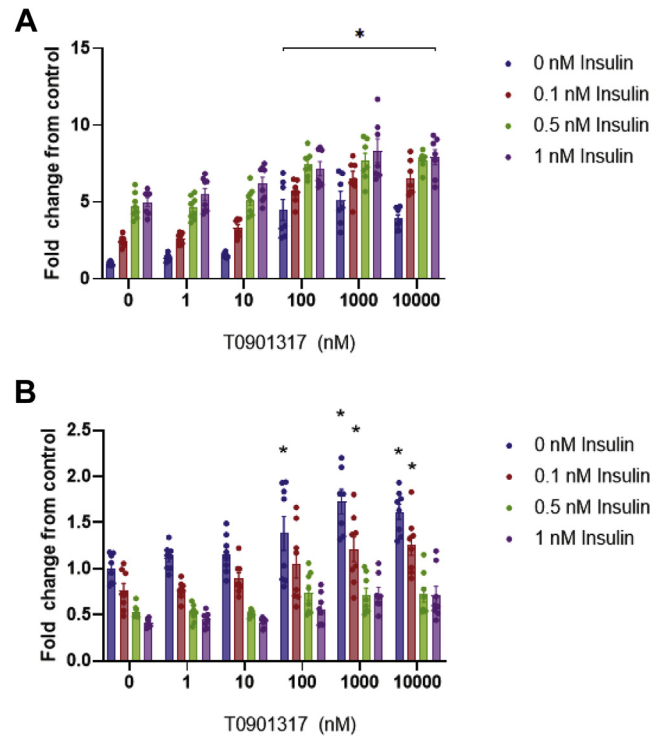 A
*
15
10
5
0
Fold change from control
0 1 10 100 1000 10000
T0901317 (nM)
0 nM Insulin
0.1 nM Insulin
0.5 nM Insulin
1 nM Insulin
B
* * * * *
2.5
2.0
1.5
1.0
0.5
0.0
Fold change from control
0 1 10 100 1000 10000
T0901317 (nM)
0 nM Insulin
0.1 nM Insulin
0.5 nM Insulin
1 nM Insulin